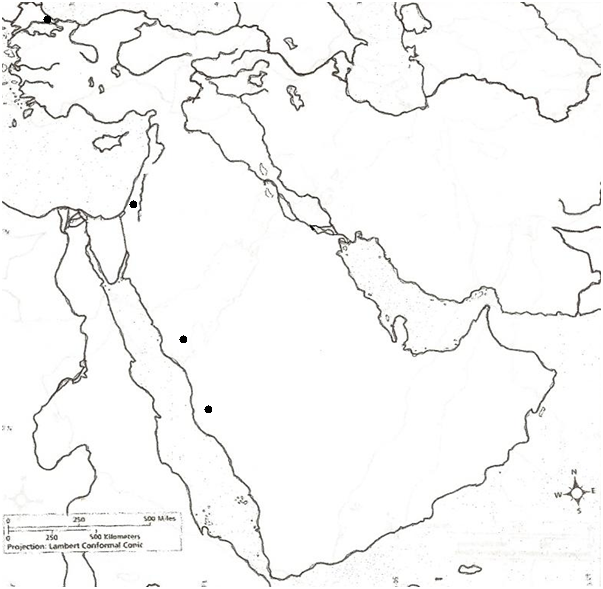 N
W E
S
0 250 500 Miles
0 250 500 Kilometers
Projection: Lambert Conformal Conic